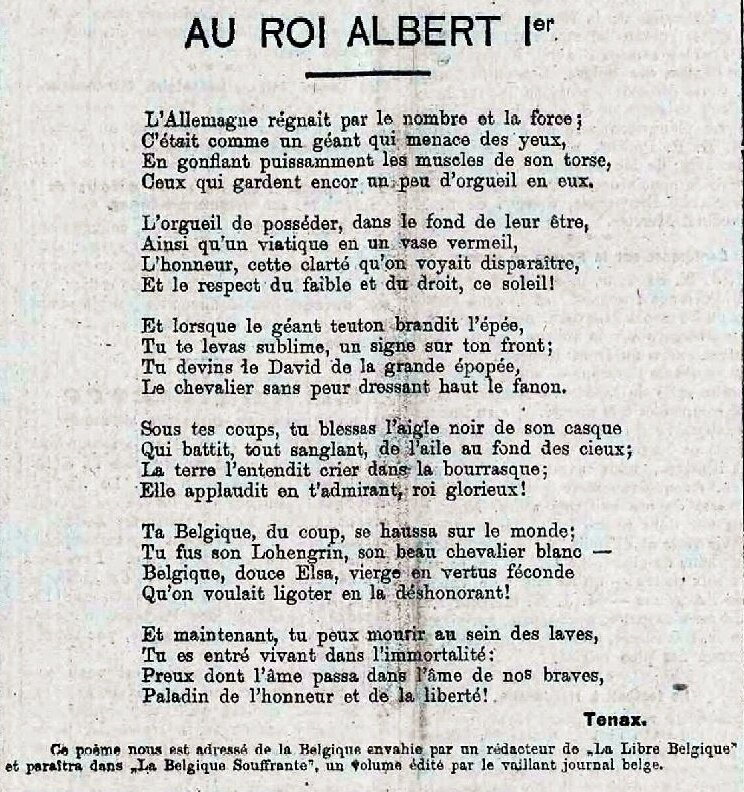 AU ROI ALBERT Ier
L'Allemagne régnait par le nombre et la force;
C'était comme un géant qui menace des yeux,
En gonflant puissamment les muscles de son torse,
Ceux qui gardent encor un peu d'orgueil en eux.
L'orgueil de posséder, dans le fond de leur être,
Ainsi qu'un viatique en un vase vermeil,
L'honneur, cette clarté qu'on voyait disparaître,
Et le respect du faible et du droit, ce soleil!
Et lorsque le géant teuton brandit l'épée,
Tu te levas sublime, un signe sur ton front;
Tu devins le David de la grande épopée,
Le chevalier sans peur dressant haut le fanon.
Sous tes coups, tu blessas l'aigle noir de son casque
Qui battit, tout sanglant, de l'aile au fond des cieux;
La terre l'entendit crier dans la bourrasque;
Elle applaudit en t'admirant, roi glorieux!
Ta Belgique, du coup, se haussa sur le monde;
Tu fus son Lohengrin, son beau chevalier blanc —
Belgique, douce Elsa, vierge en vertus féconde
Qu'on voulait ligoter en la déshonorant!
Et maintenant, tu peux mourir au sein des laves,
Tu es entré vivant dans l'immortalité:
Preux dont l'âme passa dans l'âme de nos braves,
Paladin de l'honneur et de la liberté!
Tenax.
Ce poème nous est adressé de la Belgique envahie par un rédacteur de „La Libre Belgique"
et paraîtra dans „La Belgique Souffrante", un volume édité par le vaillant journal belge.